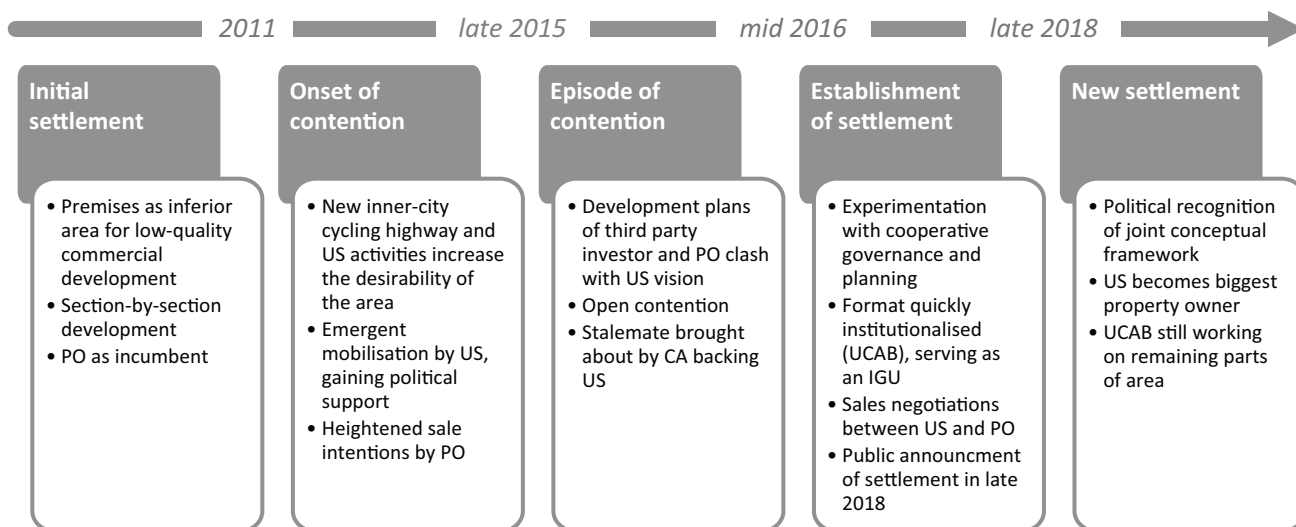 2011 late 2015 mid 2016 late 2018
Initial
settlement
• Premises as inferior
area for low-quality
commercial
development
• Section-by-section
development
• PO as incumbent
Onset of
contention
• New inner-city
cycling highway and
US activities increase
the desirability of
the area
• Emergent
mobilisation by US,
gaining political
support
• Heightened sale
intentions by PO
Episode of
contention
• Development plans
of third party
investor and PO clash
with US vision
• Open contention
• Stalemate brought
about by CA backing
US
Establishment
of settlement
• Experimentation
with cooperative
governance and
planning
• Format quickly
institutionalised
(UCAB), serving as
an IGU
• Sales negotiations
between US and PO
• Public announcment
of settlement in late
2018
New settlement
• Political recognition
of joint conceptual
framework
• US becomes biggest
property owner
• UCAB still working
on remaining parts
of area